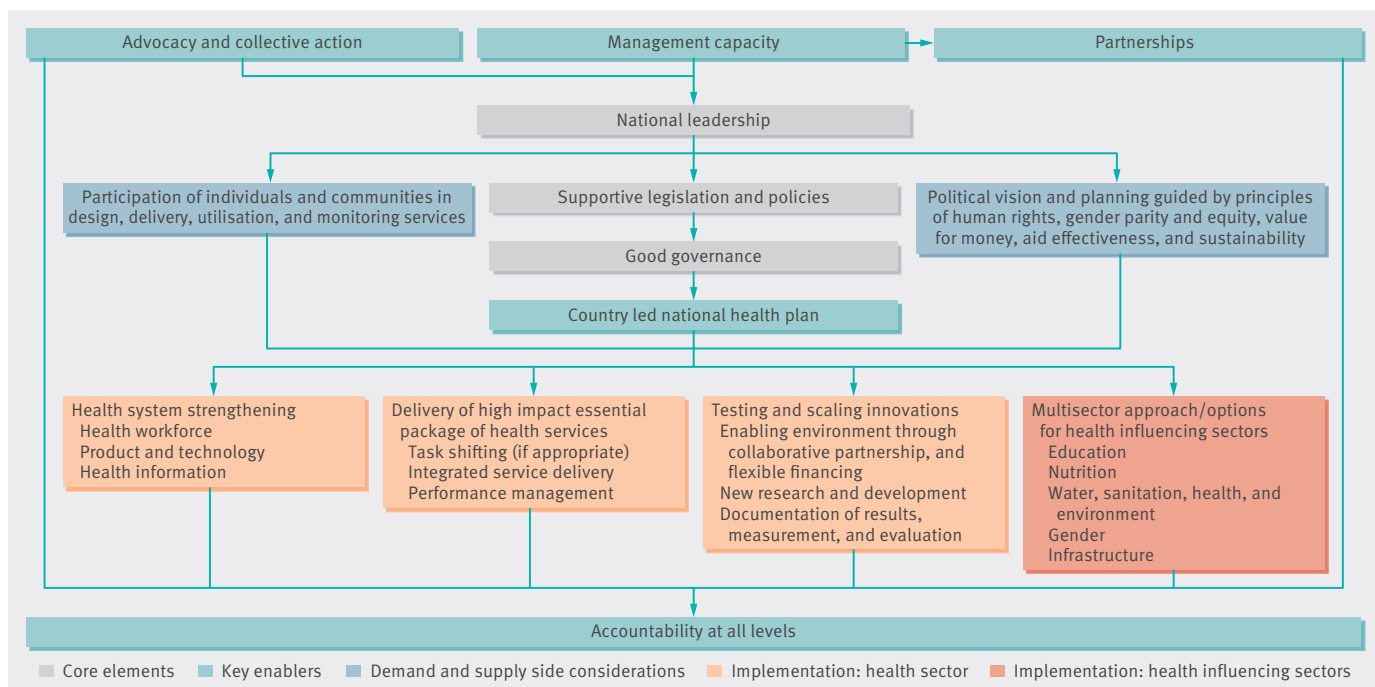 Advocacy and collective action
Management capacity
Partnerships
National leadership
Participation of individuals and communities in
design, delivery, utilisation, and monitoring services
Supportive legislation and policies
Political vision and planning guided by principles
of human rights, gender parity and equity, value
for money, aid effectiveness, and sustainability
Good governance
Country led national health plan
Health system strengthening
Health workforce
Product and technology
Health information
Delivery of high impact essential
package of health services
Task shifting (if appropriate)
Integrated service delivery
Performance management
Testing and scaling innovations
Enabling environment through
collaborative partnership, and
flexible financing
New research and development
Documentation of results,
measurement, and evaluation
Multisector approach/options
for health influencing sectors
Education
Nutrition
Water, sanitation, health, and
environment
Gender
Infrastructure
Accountability at all levels
Core elements
Key enablers
Demand and supply side considerations
Implementation: health sector
Implementation: health influencing sectors